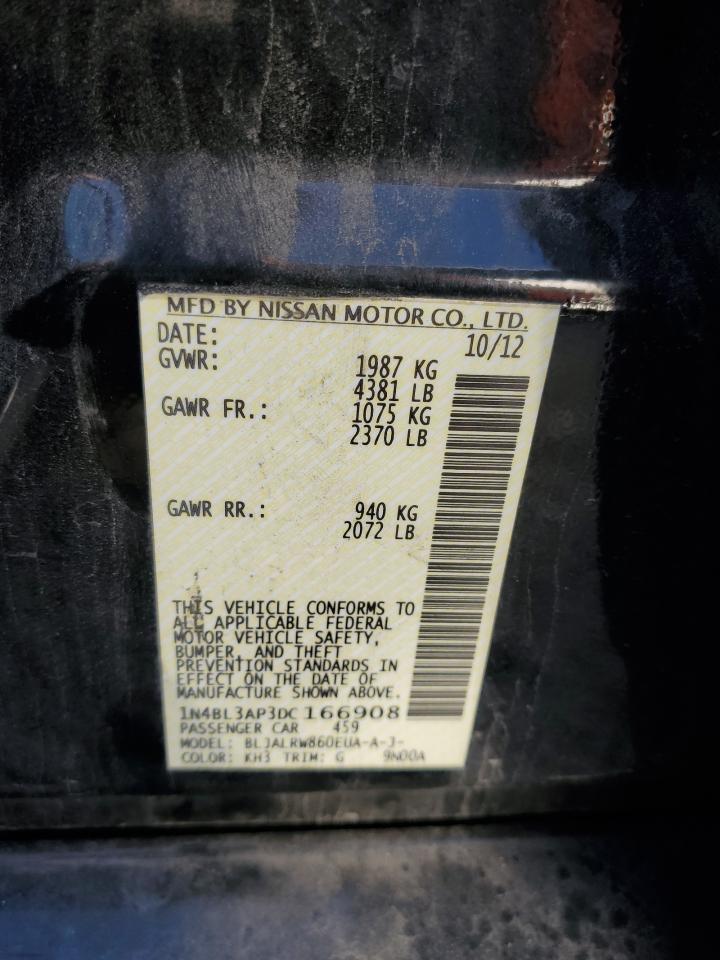 MFD BY NISSAN MOTOR CO., LTD.
DATE: 10/12
GVWR: 1987 KG
4381 LB
GAWR FR.: 1075 KG
2370 LB
GAWR RR.: 940 KG
2072 LB
THIS VEHICLE CONFORMS TO
ALL APPLICABLE FEDERAL
MOTOR VEHICLE SAFETY,
BUMPER, AND THEFT
PREVENTION STANDARDS IN
EFFECT ON THE DATE OF
MANUFACTURE SHOWN ABOVE.
1N4BL3AP3DC166908
PASSENGER CAR 459
MODEL: BLJALRW860EUA-A-J-
COLOR: KH3 TRIM: G 9N00A